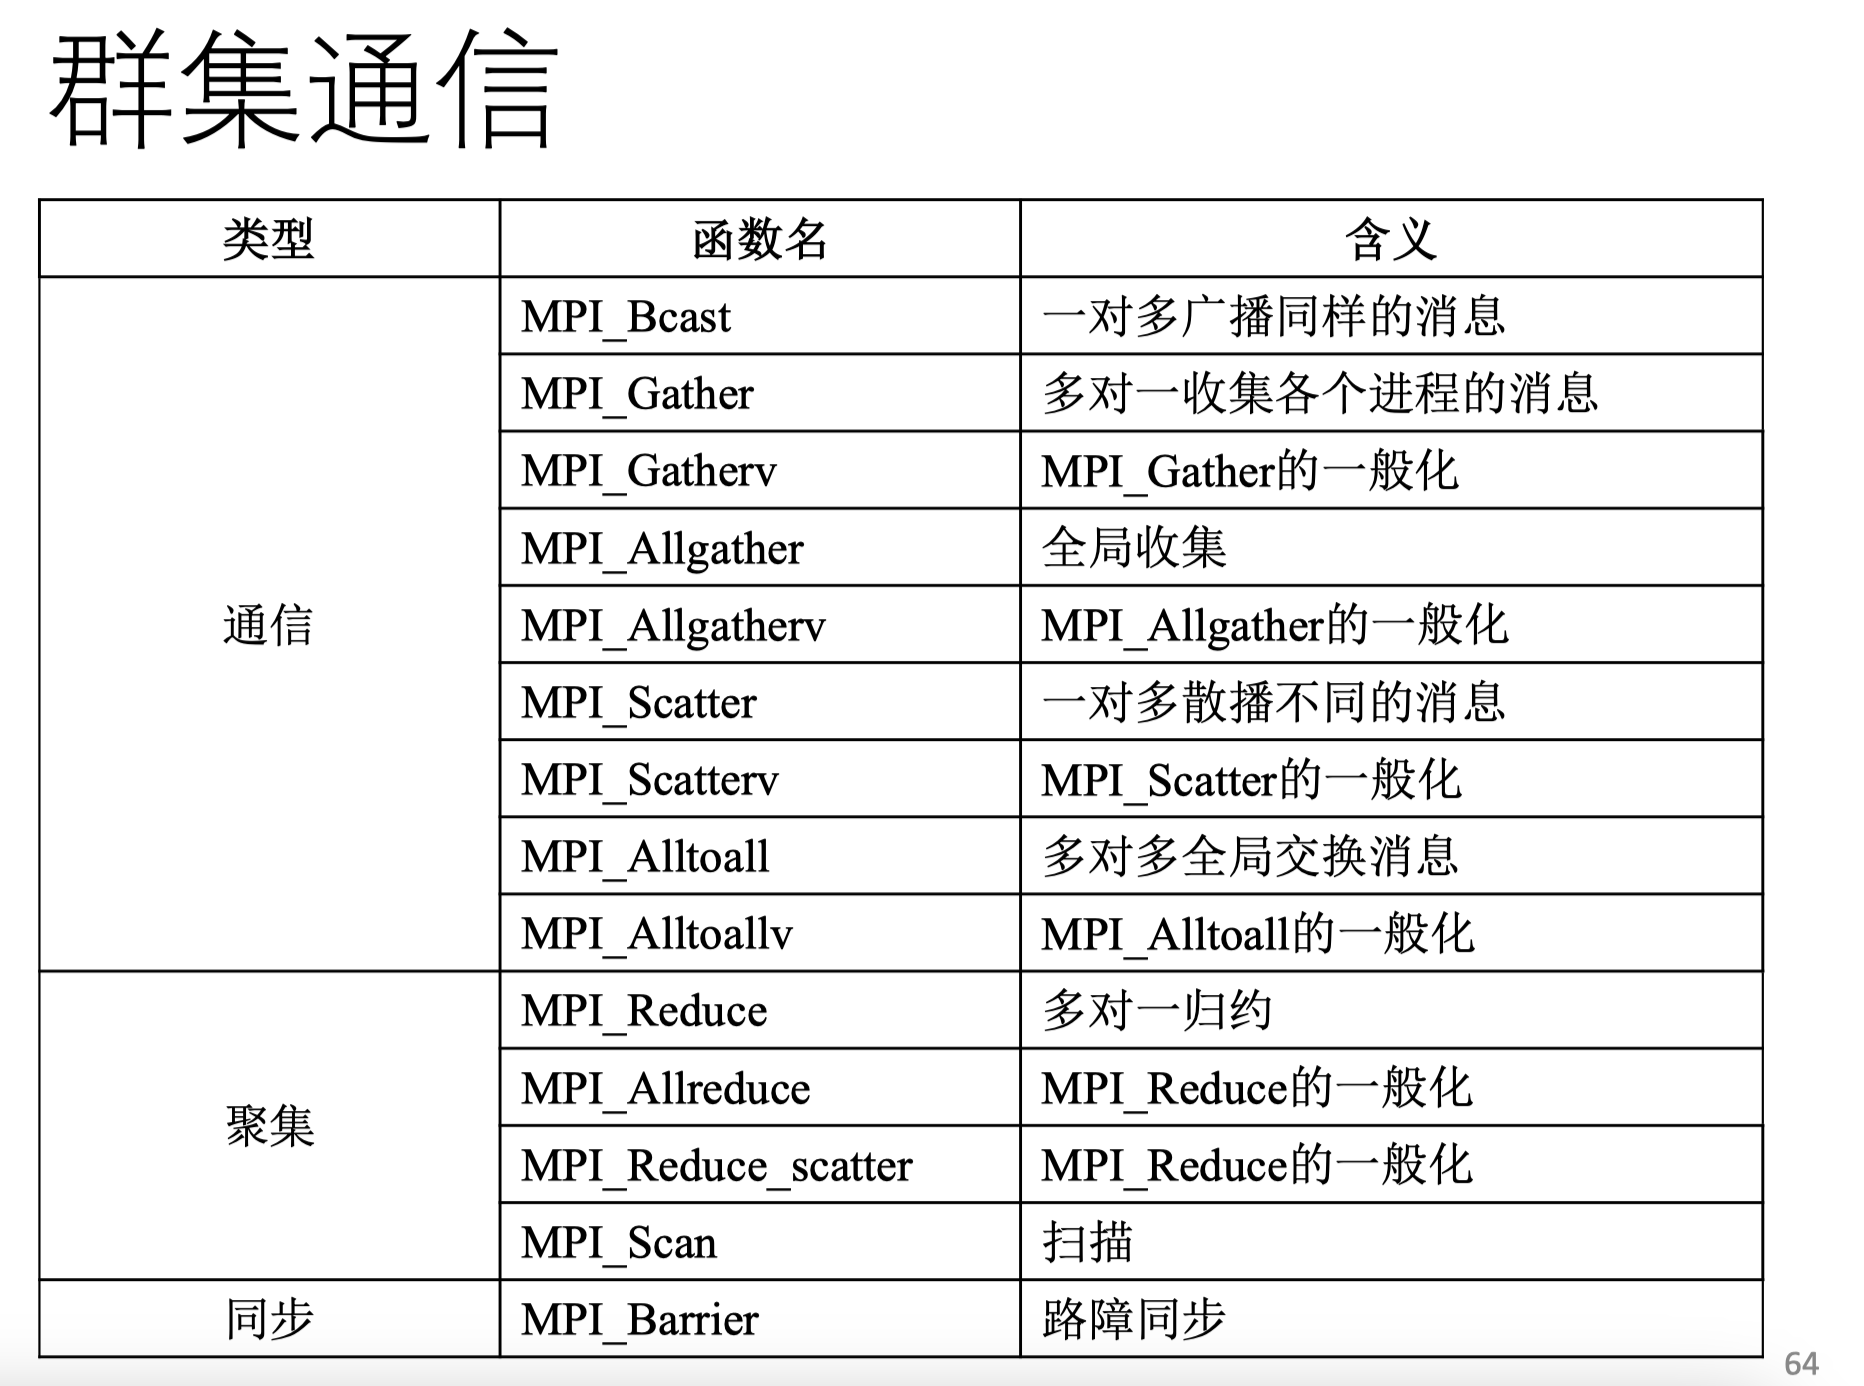 群集通信
类型 函数名 含义
通信
MPI_Bcast 一对多广播同样的消息
MPI_Gather 多对一收集各个进程的消息
MPI_Gatherv MPI_Gather的一般化
MPI_Allgather 全局收集
MPI_Allgatherv MPI_Allgather的一般化
MPI_Scatter 一对多散播不同的消息
MPI_Scatterv MPI_Scatter的一般化
MPI_Alltoall 多对多全局交换消息
MPI_Alltoallv MPI_Alltoall的一般化
聚集
MPI_Reduce 多对一归约
MPI_Allreduce MPI_Reduce的一般化
MPI_Reduce_scatter MPI_Reduce的一般化
MPI_Scan 扫描
同步 MPI_Barrier 路障同步
64